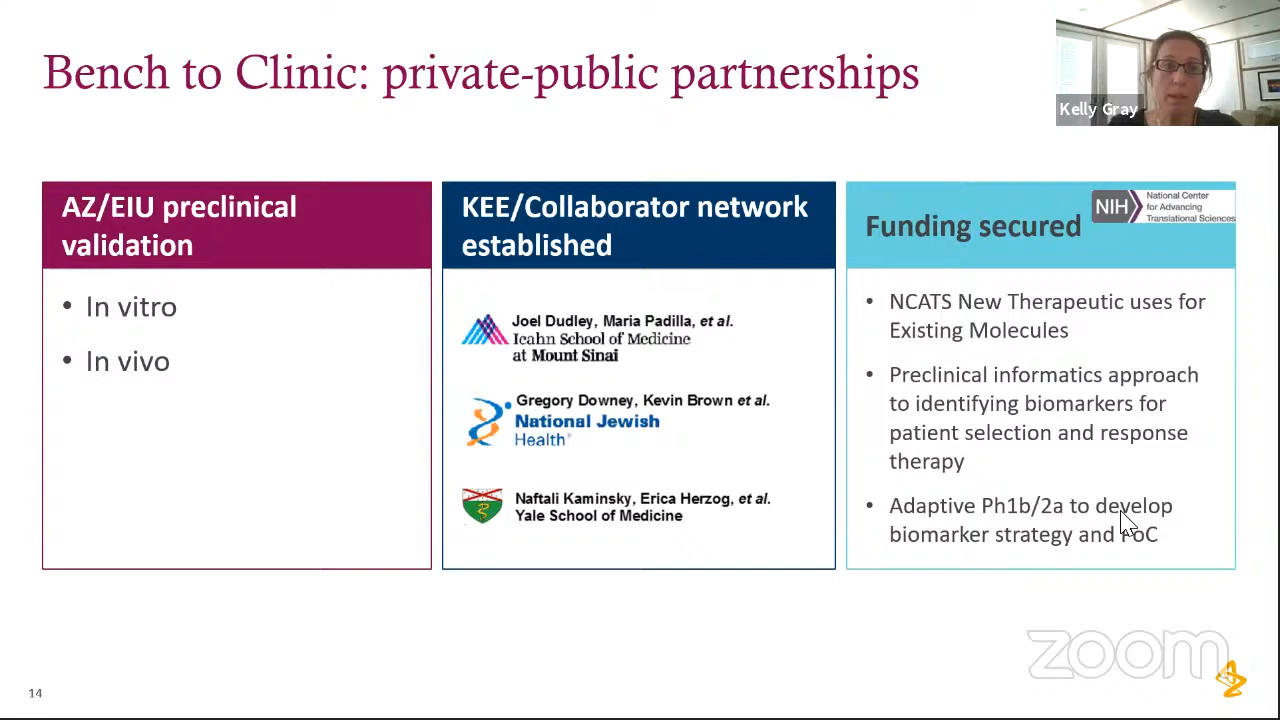 Bench to Clinic: private-public partnerships
Kelly Gray
AZ/EIU preclinical
validation
• In vitro
• In vivo
KEE/Collaborator network
established
Joel Dudley, Maria Padilla, et al.
Icahn School of Medicine
at Mount Sinai
Gregory Downey, Kevin Brown et al.
National Jewish
Health®
Naftali Kaminsky, Erica Herzog, et al.
Yale School of Medicine
Funding secured
NIH
National Center
for Advancing
Translational Sciences
• NCATS New Therapeutic uses for
Existing Molecules
• Preclinical informatics approach
to identifying biomarkers for
patient selection and response
therapy
• Adaptive Ph1b/2a to develop
biomarker strategy and PoC
zoom
14